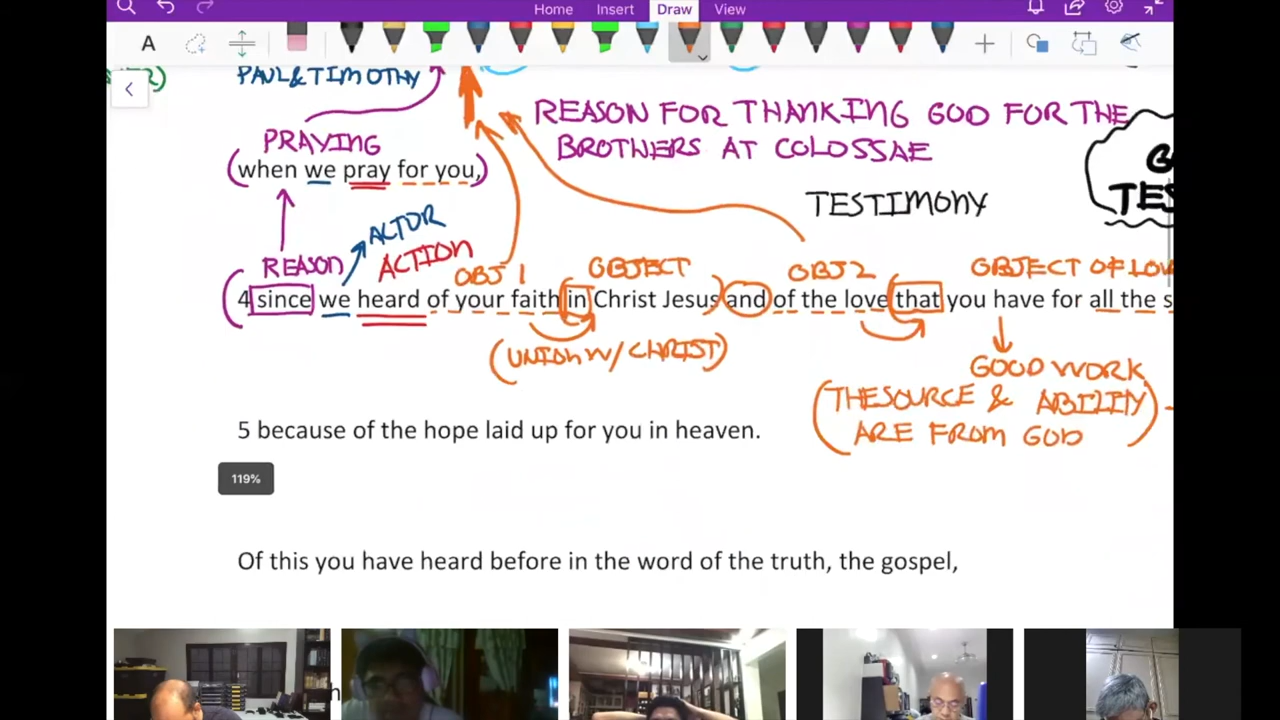 Home Insert Draw View
A
PAUL & TIMOTHY
REASON FOR THANKING GOD FOR THE
BROTHERS AT COLOSSAE
PRAYING
(when we pray for you,)
TESTIMONY
ACTOR
REASON
ACTION
OBJ 1
OBJECT
OBJ 2
OBJECT OF LOV
(4 since we heard of your faith in Christ Jesus) and of the love that you have for all the s
(UNION W/ CHRIST)
GOOD WORK
(THE SOURCE & ABILITY)
ARE FROM GOD
5 because of the hope laid up for you in heaven.
119%
Of this you have heard before in the word of the truth, the gospel,